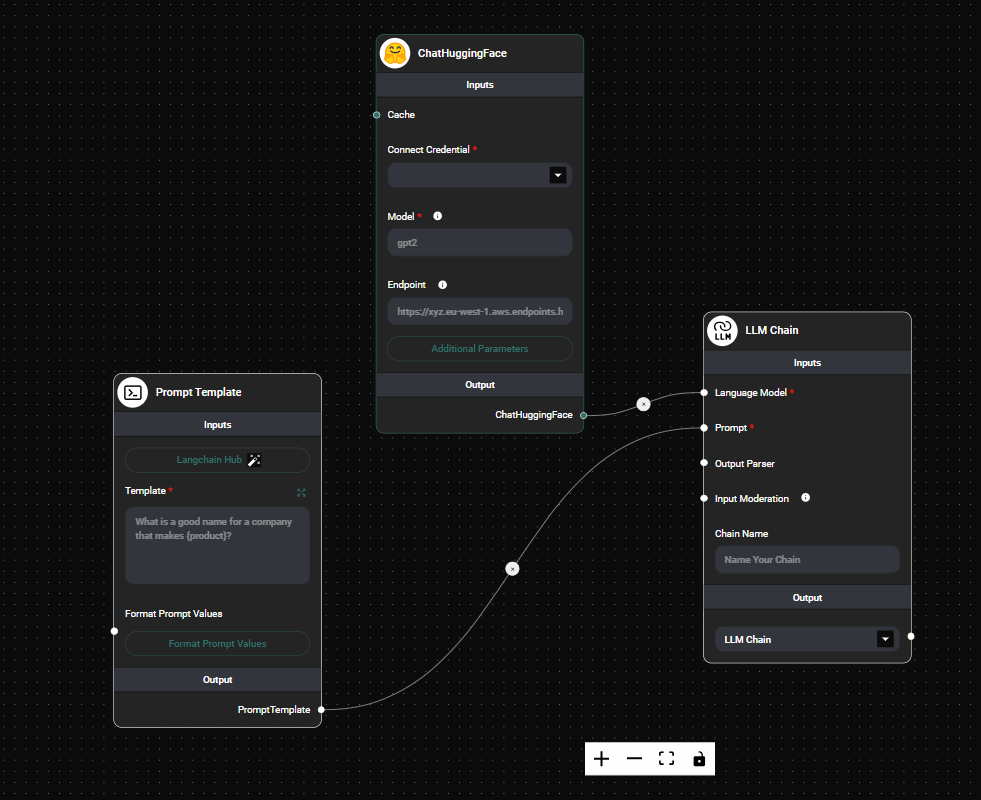 ChatHuggingFace
Inputs
Cache
Connect Credential *
Model *
gpt2
Endpoint
https://xyz.eu-west-1.aws.endpoints.h
Additional Parameters
Output
ChatHuggingFace
Prompt Template
Inputs
Langchain Hub
Template *
What is a good name for a company
that makes {product}?
Format Prompt Values
Format Prompt Values
Output
PromptTemplate
LLM
LLM Chain
Inputs
Language Model *
Prompt *
Output Parser
Input Moderation
Chain Name
Name Your Chain
Output
LLM Chain